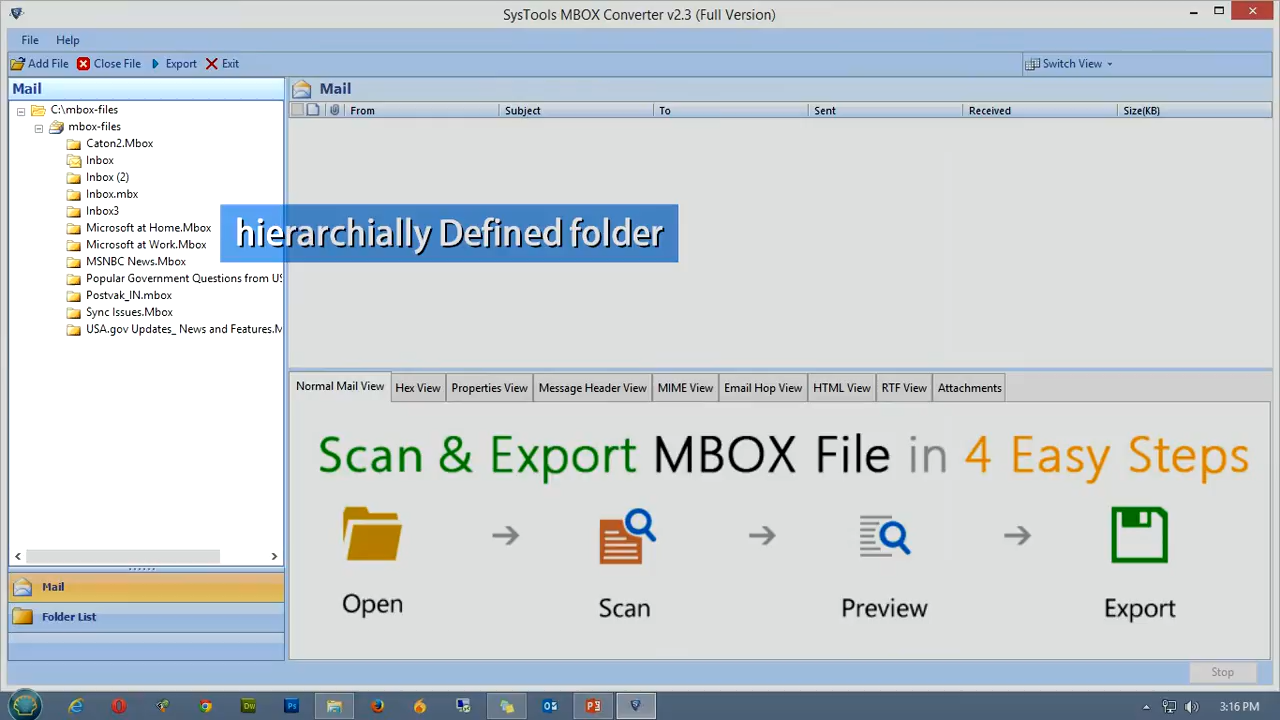 SysTools MBOX Converter v2.3 (Full Version)
File Help
Add File Close File Export Exit Switch View
Mail
Mail
From Subject To Sent Received Size(KB)
C:\mbox-files
mbox-files
Caton2.Mbox
Inbox
Inbox (2)
Inbox.mbx
Inbox3
Microsoft at Home.Mbox
Microsoft at Work.Mbox
MSNBC News.Mbox
Popular Government Questions from US
Postvak_IN.mbox
Sync Issues.Mbox
USA.gov Updates_ News and Features.M
hierarchially Defined folder
Normal Mail View Hex View Properties View Message Header View MIME View Email Hop View HTML View RTF View Attachments
Scan & Export MBOX File in 4 Easy Steps
Open Scan Preview Export
Mail
Folder List
Stop
3:16 PM